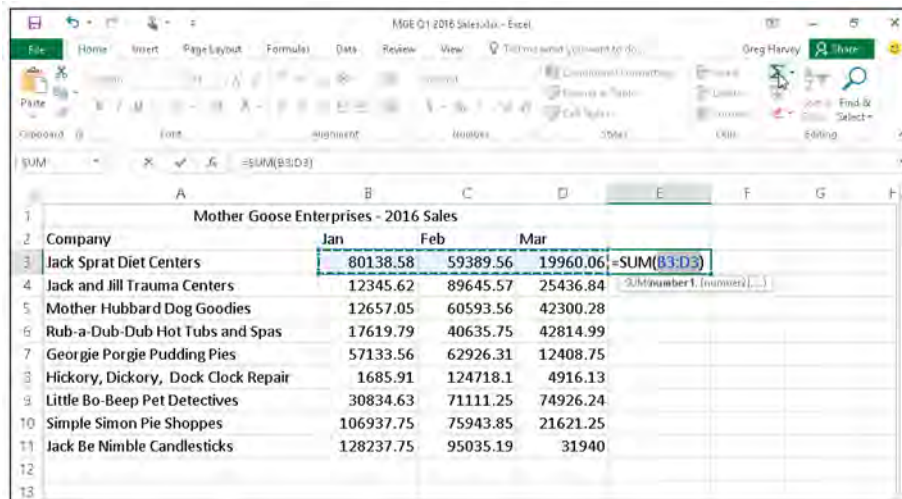 MGE Q1 2016 Sales.xlsx - Excel
File Home Insert Page Layout Formulas Data Review View Tell me what you want to do... Greg Harvey Share
Paste Find &
Select
Clipboard Font Alignment Number Styles Cells Editing
SUM =SUM(B3:D3)
A B C D E F G H
1 Mother Goose Enterprises - 2016 Sales
2 Company Jan Feb Mar
3 Jack Sprat Diet Centers 80138.58 59389.56 19960.06 =SUM(B3:D3)
4 Jack and Jill Trauma Centers 12345.62 89645.57 25436.84 SUM(number1, [number2], ...)
5 Mother Hubbard Dog Goodies 12657.05 60593.56 42300.28
6 Rub-a-Dub-Dub Hot Tubs and Spas 17619.79 40635.75 42814.99
7 Georgie Porgie Pudding Pies 57133.56 62926.31 12408.75
8 Hickory, Dickory, Dock Clock Repair 1685.91 124718.1 4916.13
9 Little Bo-Beep Pet Detectives 30834.63 71111.25 74926.24
10 Simple Simon Pie Shoppes 106937.75 75943.85 21621.25
11 Jack Be Nimble Candlesticks 128237.75 95035.19 31940
12
13